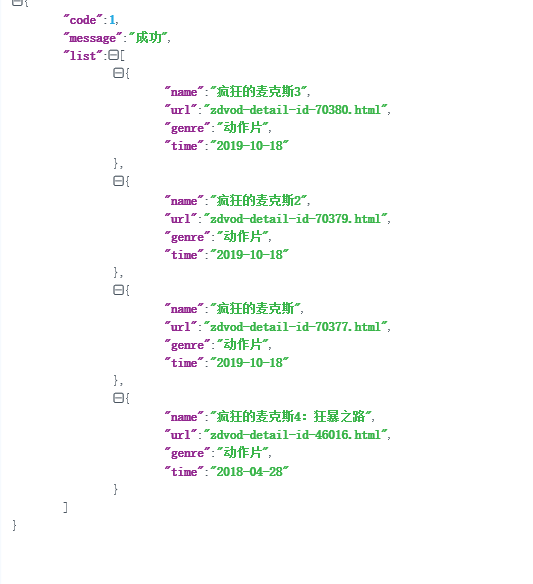 {
"code":1,
"message":"成功",
"list":[
{
"name":"疯狂的麦克斯3",
"url":"zdvod-detail-id-70380.html",
"genre":"动作片",
"time":"2019-10-18"
},
{
"name":"疯狂的麦克斯2",
"url":"zdvod-detail-id-70379.html",
"genre":"动作片",
"time":"2019-10-18"
},
{
"name":"疯狂的麦克斯",
"url":"zdvod-detail-id-70377.html",
"genre":"动作片",
"time":"2019-10-18"
},
{
"name":"疯狂的麦克斯4：狂暴之路",
"url":"zdvod-detail-id-46016.html",
"genre":"动作片",
"time":"2018-04-28"
}
]
}